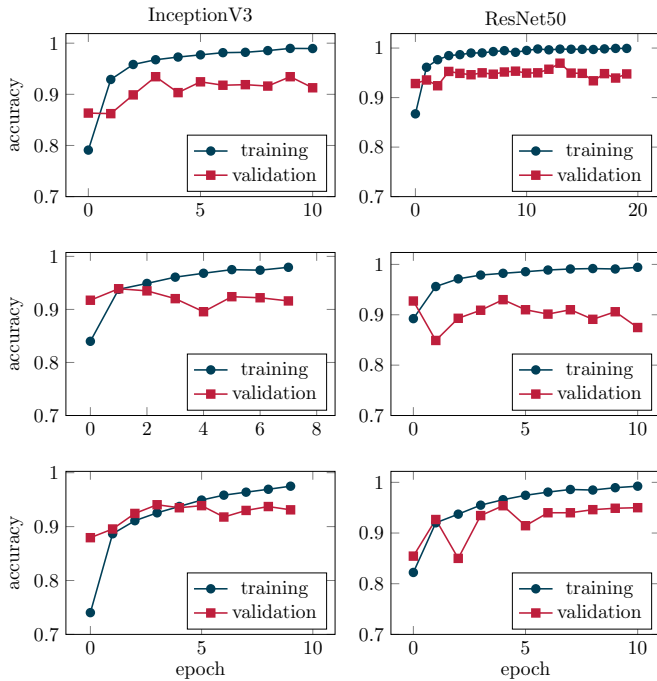 InceptionV3
ResNet50
accuracy
1
0.9
0.8
0.7
0
5
10
training
validation
1
0.9
0.8
0.7
0
10
20
training
validation
accuracy
1
0.9
0.8
0.7
0
2
4
6
8
training
validation
1
0.9
0.8
0.7
0
5
10
training
validation
accuracy
1
0.9
0.8
0.7
0
5
10
training
validation
epoch
1
0.9
0.8
0.7
0
5
10
training
validation
epoch